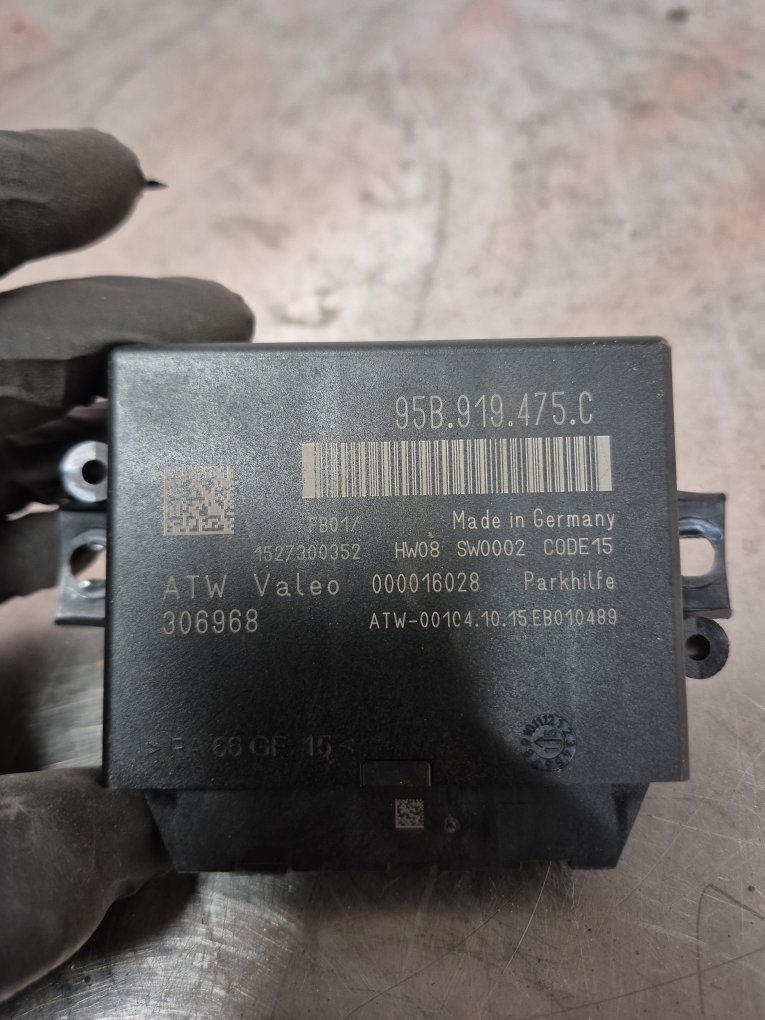 95B.919.475.C
FB01/ Made in Germany
1527300352 HW08 SW0002 CODE15
ATW Valeo 000016028 Parkhilfe
306968 ATW-00104.10.15 EB010489
>PA 66 GF 15<